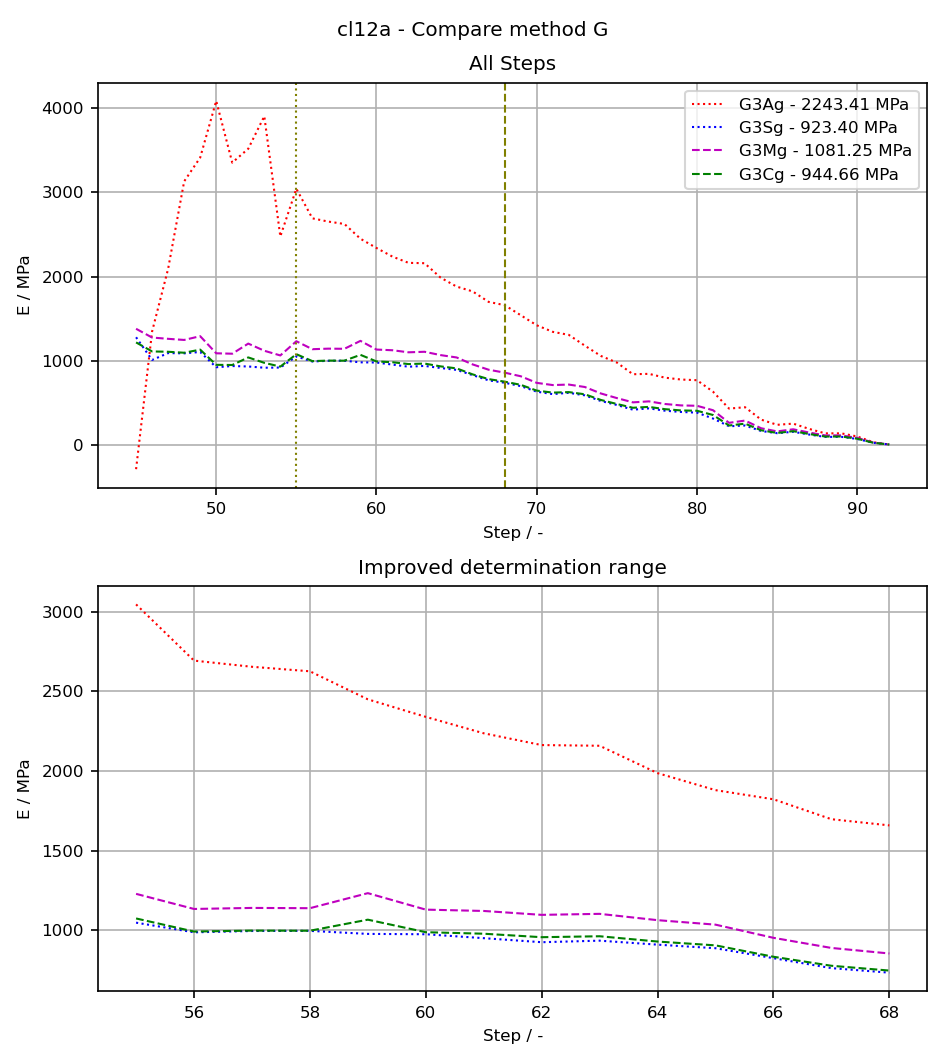 cl12a - Compare method G
All Steps
G3Ag - 2243.41 MPa
G3Sg - 923.40 MPa
G3Mg - 1081.25 MPa
G3Cg - 944.66 MPa
4000
3000
2000
1000
0
E / MPa
50 60 70 80 90
Step / -
Improved determination range
3000
2500
2000
1500
1000
E / MPa
56 58 60 62 64 66 68
Step / -